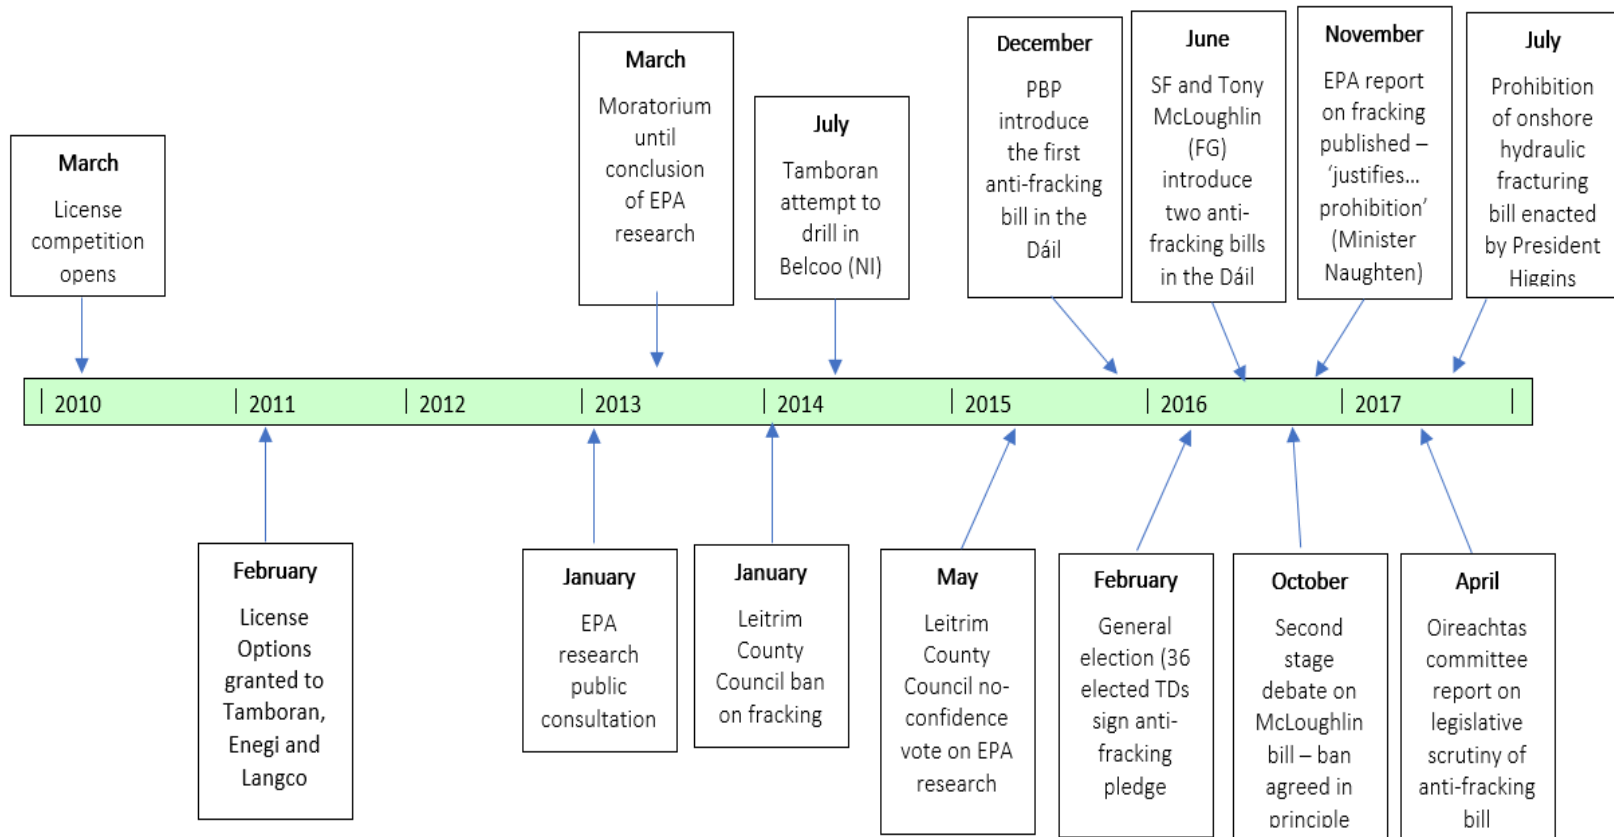 March
License
competition
opens
March
Moratorium
until
conclusion
of EPA
research
July
Tamboran
attempt to
drill in
Belcoo (NI)
December
PBP
introduce
the first
anti-fracking
bill in the
Dáil
June
SF and Tony
McLoughlin
(FG)
introduce
two anti-
fracking bills
in the Dáil
November
EPA report
on fracking
published –
‘justifies...
prohibition’
(Minister
Naughten)
July
Prohibition
of onshore
hydraulic
fracturing
bill enacted
by President
Higgins
2010
2011
2012
2013
2014
2015
2016
2017
February
License
Options
granted to
Tamboran,
Enegi and
Langco
January
EPA
research
public
consultation
January
Leitrim
County
Council ban
on fracking
May
Leitrim
County
Council no-
confidence
vote on EPA
research
February
General
election (36
elected TDs
sign anti-
fracking
pledge
October
Second
stage
debate on
McLoughlin
bill – ban
agreed in
principle
April
Oireachtas
committee
report on
legislative
scrutiny of
anti-fracking
bill